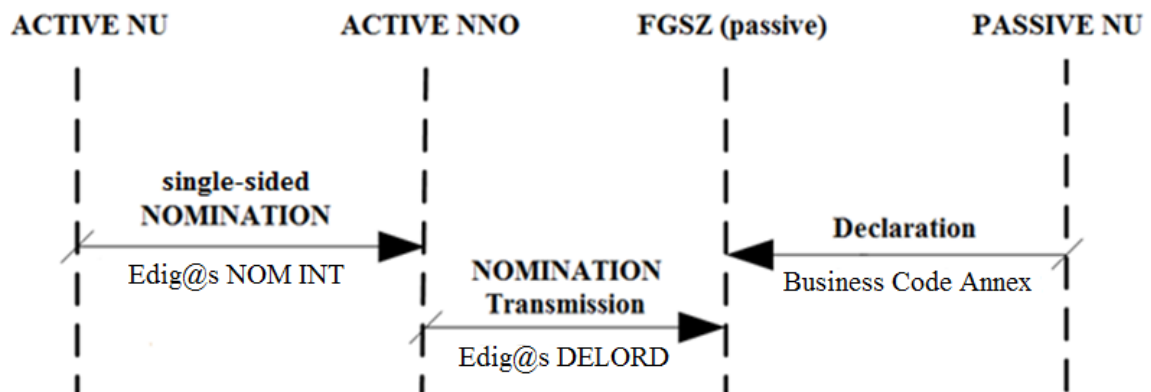 ACTIVE NU
ACTIVE NNO
FGSZ (passive)
PASSIVE NU
single-sided
NOMINATION
Edig@s NOM INT
Declaration
Business Code Annex
NOMINATION
Transmission
Edig@s DELORD